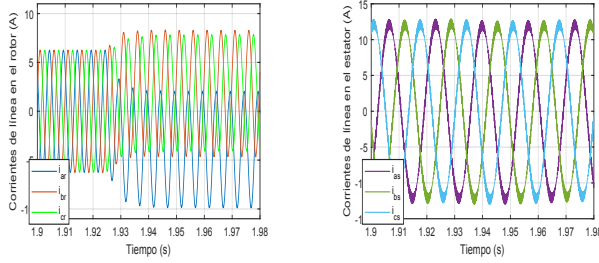 Corrientes de línea en el rotor (A)
10
5
0
5
-1
i ar
i br
i cr
1.9 1.91 1.92 1.93 1.94 1.95 1.96 1.97 1.98
Tiempo (s)
Corrientes de línea en el estator (A)
15
10
5
0
-5
-1
-1
i as
i bs
i cs
1.9 1.91 1.92 1.93 1.94 1.95 1.96 1.97 1.98
Tiempo (s)